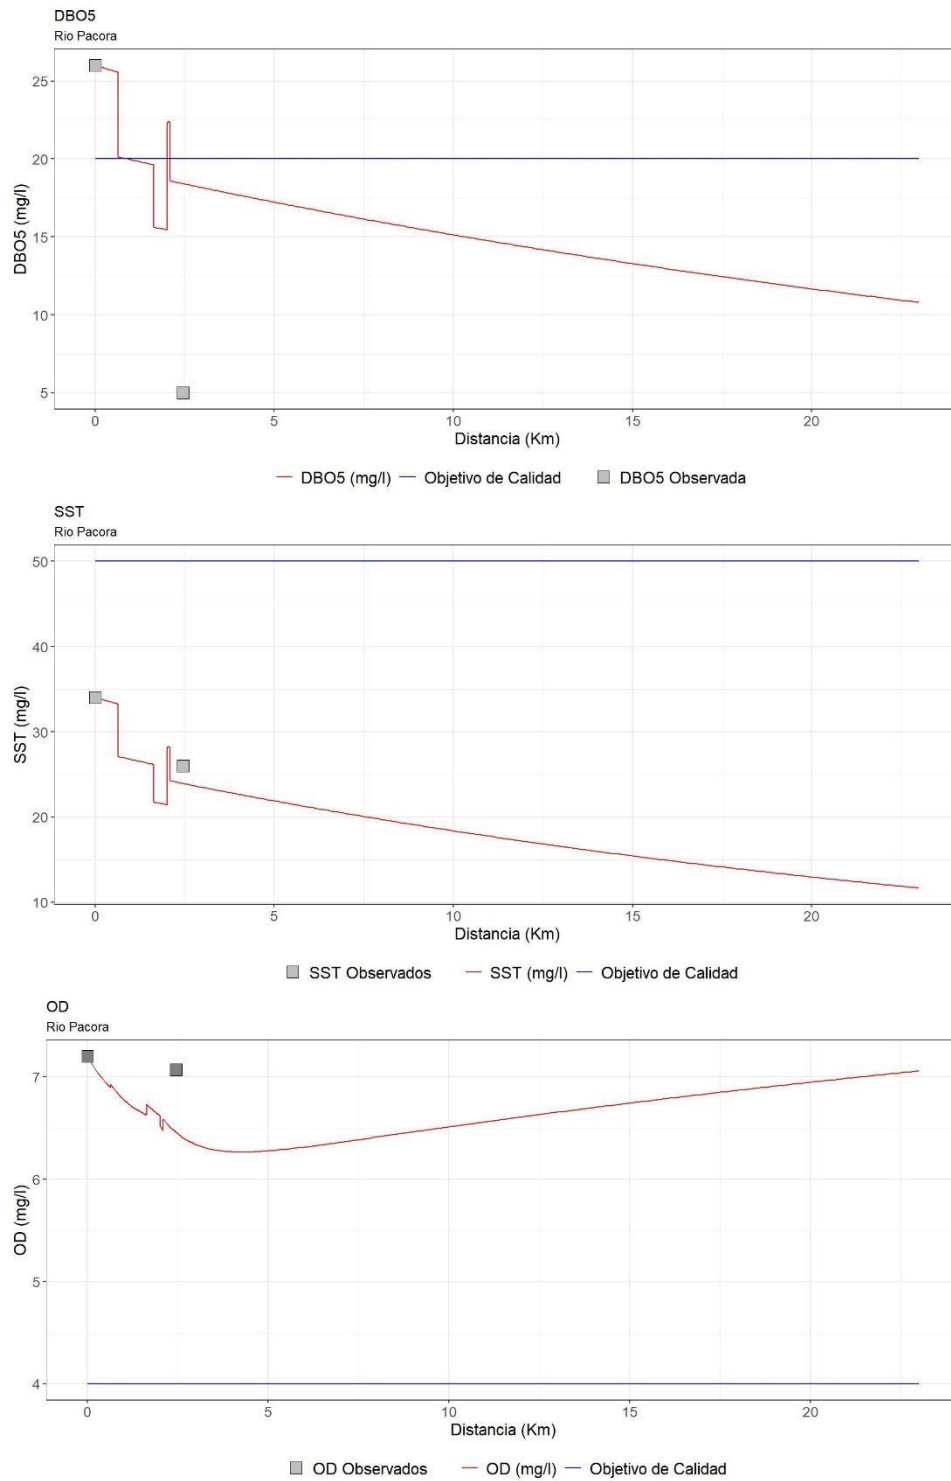 DBO5
Rio Pacora
25
20
15
10
5
DBO5 (mg/l)
0 5 10 15 20
Distancia (Km)
DBO5 (mg/l) Objetivo de Calidad DBO5 Observada
SST
Rio Pacora
50
40
30
20
10
SST (mg/l)
0 5 10 15 20
Distancia (Km)
SST Observados SST (mg/l) Objetivo de Calidad
OD
Rio Pacora
7
6
5
4
OD (mg/l)
0 5 10 15 20
Distancia (Km)
OD Observados OD (mg/l) Objetivo de Calidad